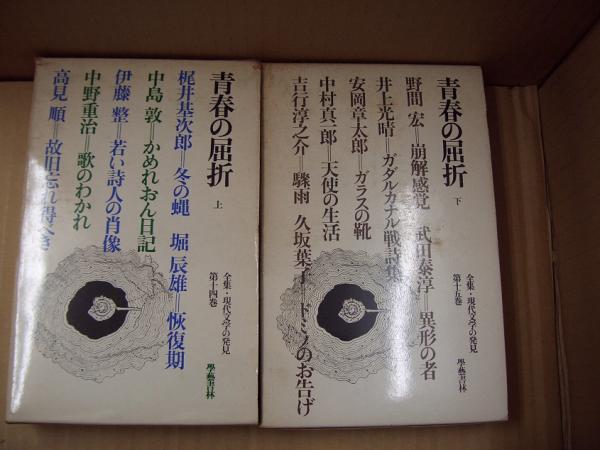 青春の屈折 上
梶井基次郎=冬の蝿 堀 辰雄=恢復期
中島 敦=かめれおん日記
伊藤 整=若い詩人の肖像
中野重治=歌のわかれ
高見 順=故旧忘れ得べき
全集・現代文学の発見
第十四巻
學藝書林
青春の屈折 下
野間 宏=崩解感覚 武田泰淳=異形の者
井上光晴=ガダルカナル戦詩集
安岡章太郎=ガラスの靴
中村真一郎=天使の生活
吉行淳之介=驟雨 久坂葉子=ドミノのお告げ
全集・現代文学の発見
第十五巻
學藝書林